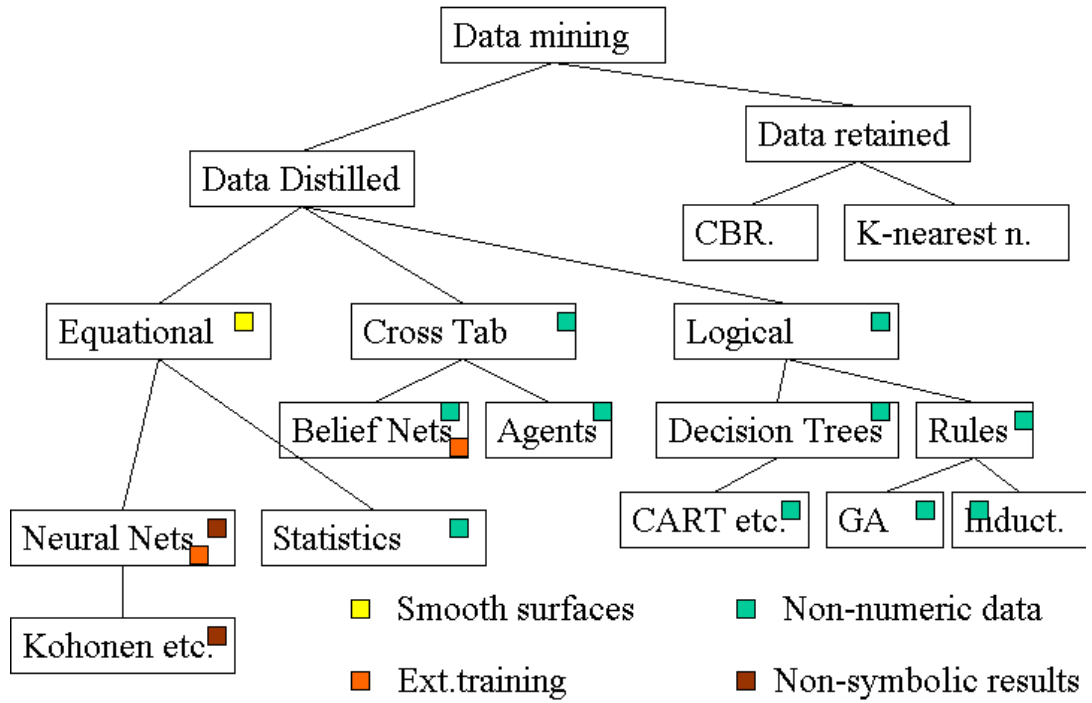 Data mining
Data retained
Data Distilled
CBR.
K-nearest n.
Equational
Cross Tab
Logical
Belief Nets
Agents
Decision Trees
Rules
Neural Nets
Statistics
CART etc.
GA
Induct.
Kohonen etc.
Smooth surfaces
Non-numeric data
Ext.training
Non-symbolic results